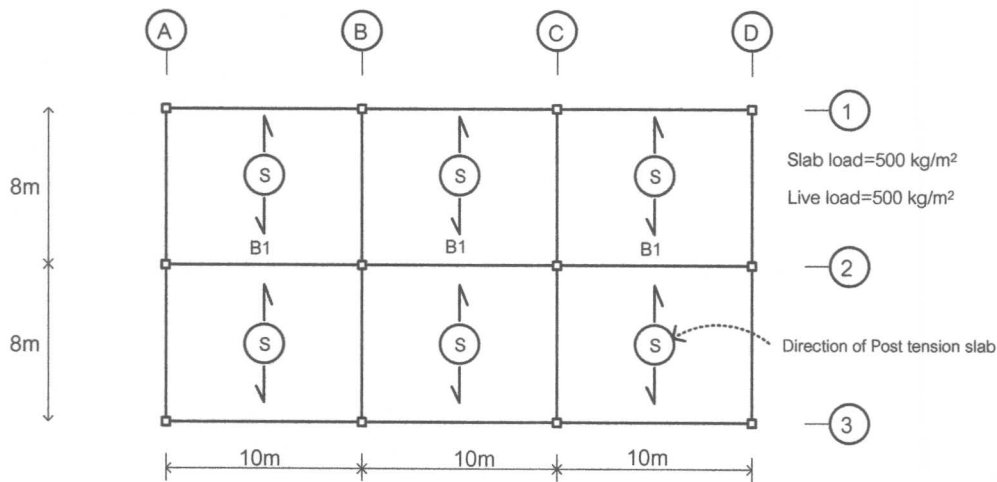 A B C D
1
Slab load=500 kg/m²
8m S S S Live load=500 kg/m²
B1 B1 B1
2
8m S S S Direction of Post tension slab
3
10m 10m 10m